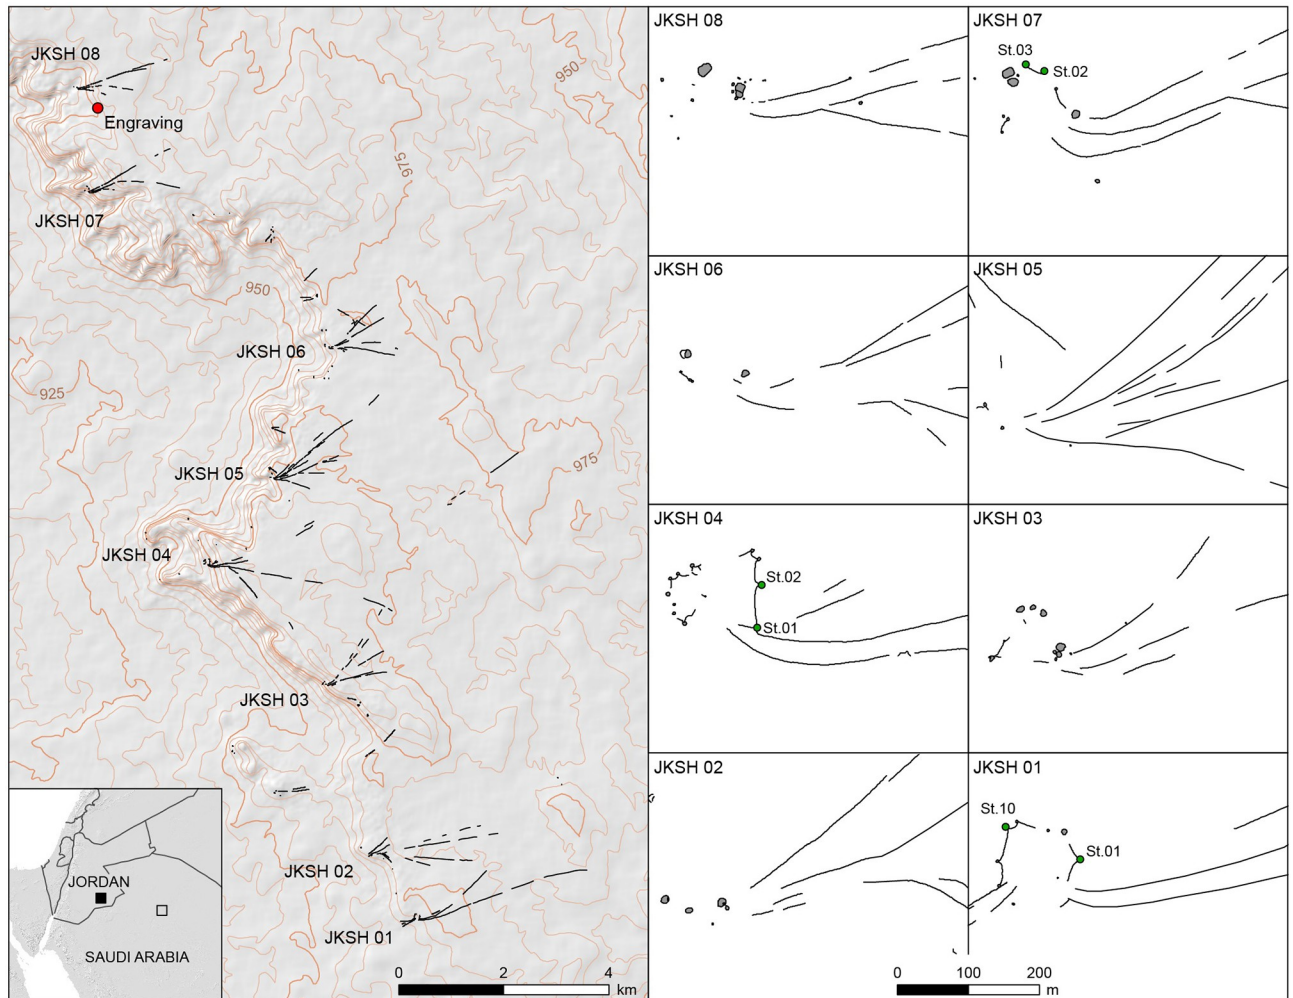 JKSH 08
Engraving
JKSH 07
950
975
950
JKSH 06
925
JKSH 05
975
JKSH 04
JKSH 03
JKSH 02
JKSH 01
JORDAN
SAUDI ARABIA
0 2 4
km
JKSH 08
JKSH 07
St.03
St.02
JKSH 06
JKSH 05
JKSH 04
St.02
St.01
JKSH 03
JKSH 02
JKSH 01
St.10
St.01
0 100 200
m